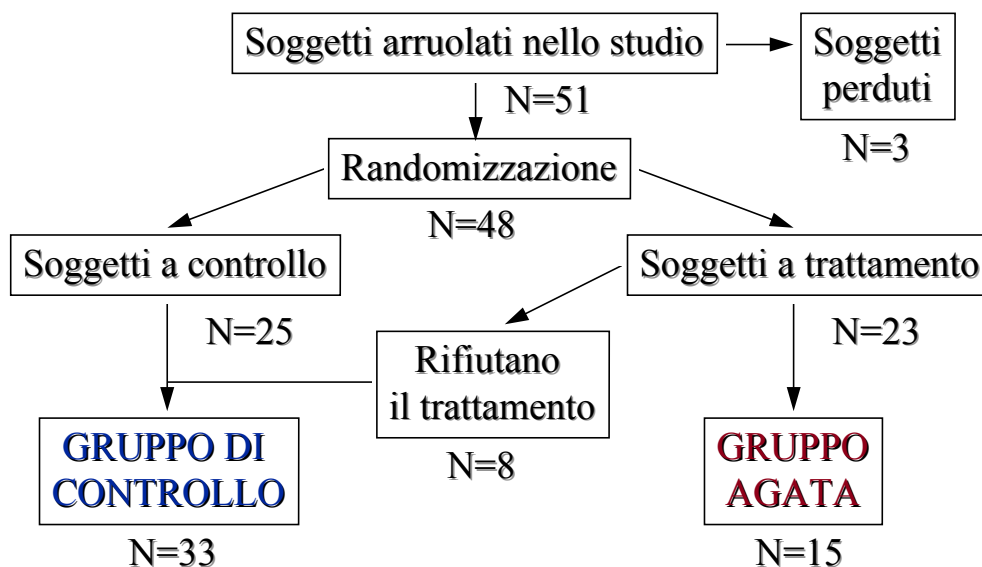 Soggetti arruolati nello studio
Soggetti
perduti
N=51
N=3
Randomizzazione
N=48
Soggetti a controllo
Soggetti a trattamento
N=25
N=23
Rifiutano
il trattamento
N=8
GRUPPO DI
CONTROLLO
N=33
GRUPPO
AGATA
N=15